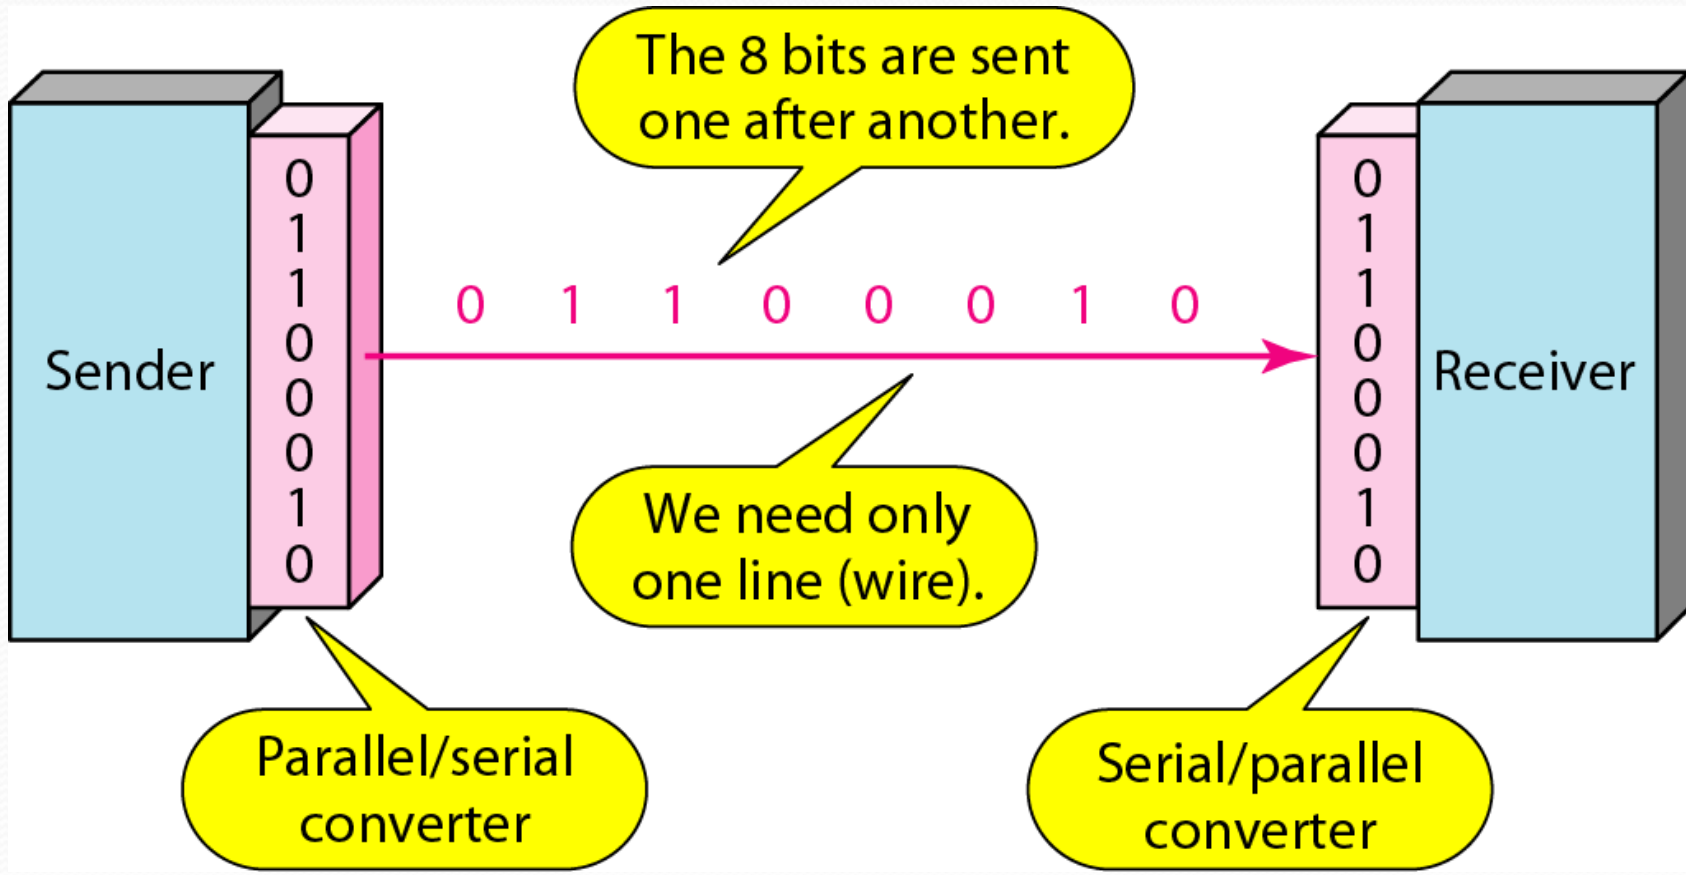 The 8 bits are sent
one after another.
0
1
1
0
0
0
1
0
Sender
0 1 1 0 0 0 1 0
0
1
1
0
0
0
1
0
Receiver
We need only
one line (wire).
Parallel/serial
converter
Serial/parallel
converter